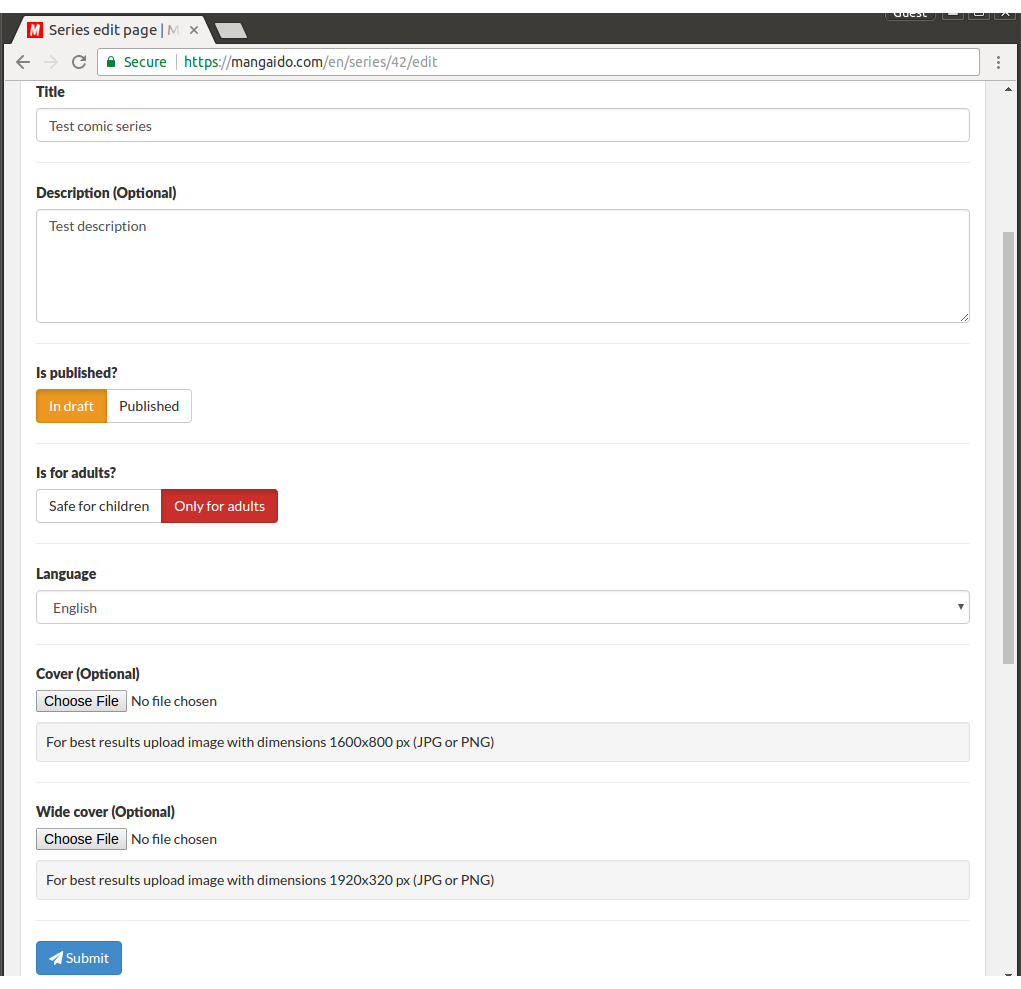 Guest
M Series edit page | M
Secure https://mangaido.com/en/series/42/edit
Title
Test comic series
Description (Optional)
Test description
Is published?
In draft Published
Is for adults?
Safe for children Only for adults
Language
English
Cover (Optional)
Choose File No file chosen
For best results upload image with dimensions 1600x800 px (JPG or PNG)
Wide cover (Optional)
Choose File No file chosen
For best results upload image with dimensions 1920x320 px (JPG or PNG)
Submit